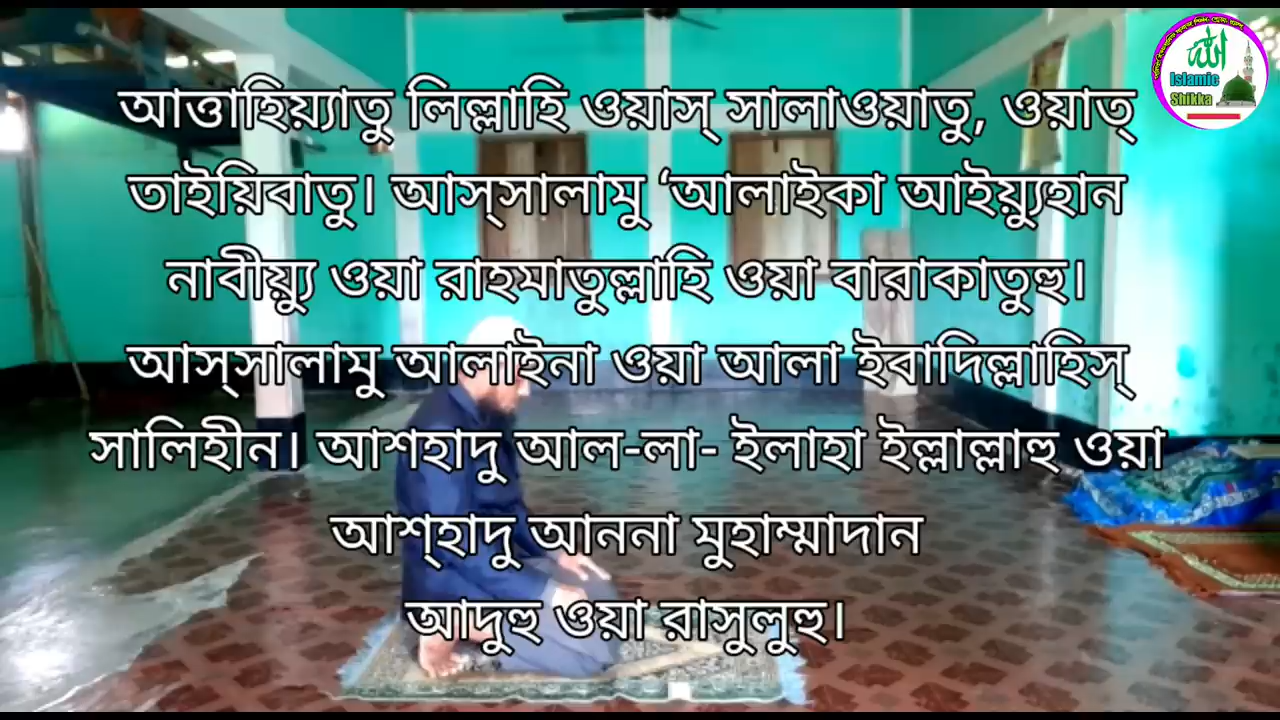 আত্তাহিয়্যাতু লিল্লাহি ওয়াস্ সালাওয়াতু, ওয়াত্
তাইয়িবাতু। আস্‌সালামু ‘আলাইকা আইয়্যুহান
নাবীয়্যু ওয়া রাহমাতুল্লাহি ওয়া বারাকাতুহু।
আস্‌সালামু আলাইনা ওয়া আলা ইবাদিল্লাহিস্
সালিহীন। আশহাদু আল-লা- ইলাহা ইল্লাল্লাহু ওয়া
আশ্হাদু আননা মুহাম্মাদান
আদুহু ওয়া রাসুলুহু।
الله
Islamic
Shikka